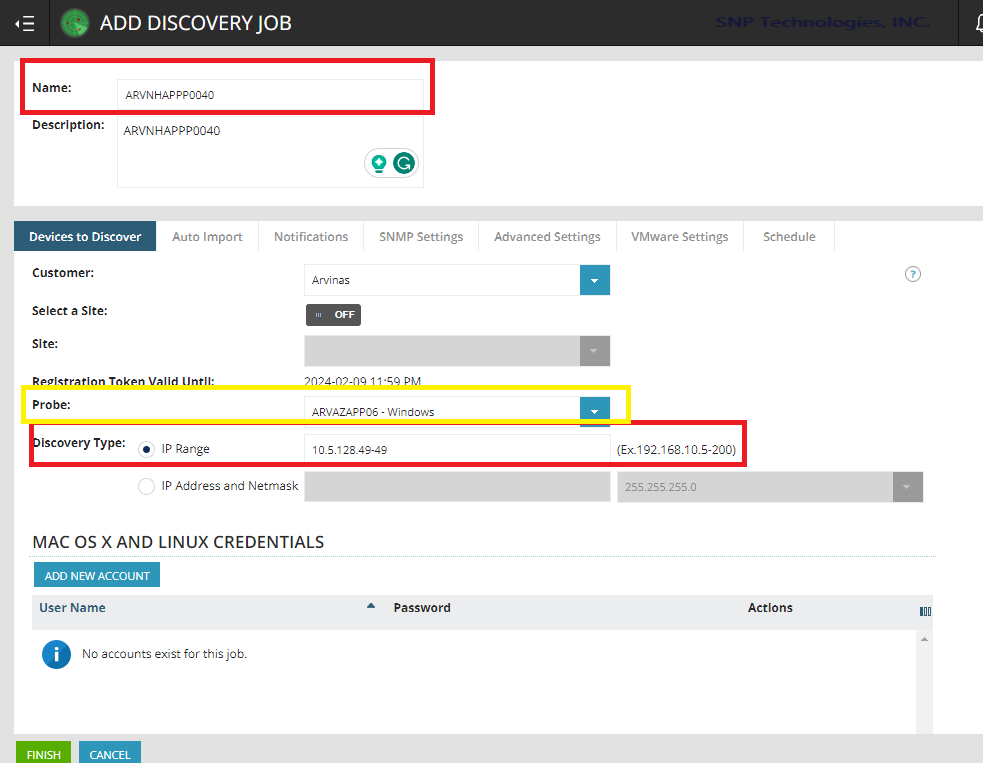 ADD DISCOVERY JOB
SNP Technologies, INC.
Name:
ARVNHAPPP0040
Description:
ARVNHAPPP0040
Devices to Discover
Auto Import
Notifications
SNMP Settings
Advanced Settings
VMware Settings
Schedule
Customer:
Arvinas
?
Select a Site:
OFF
Site:
Registration Token Valid Until:
2024-02-09 11:59 PM
Probe:
ARVAZAPP06 - Windows
Discovery Type:
IP Range
10.5.128.49-49
(Ex.192.168.10.5-200)
IP Address and Netmask
255.255.255.0
MAC OS X AND LINUX CREDENTIALS
ADD NEW ACCOUNT
User Name
Password
Actions
No accounts exist for this job.
FINISH
CANCEL